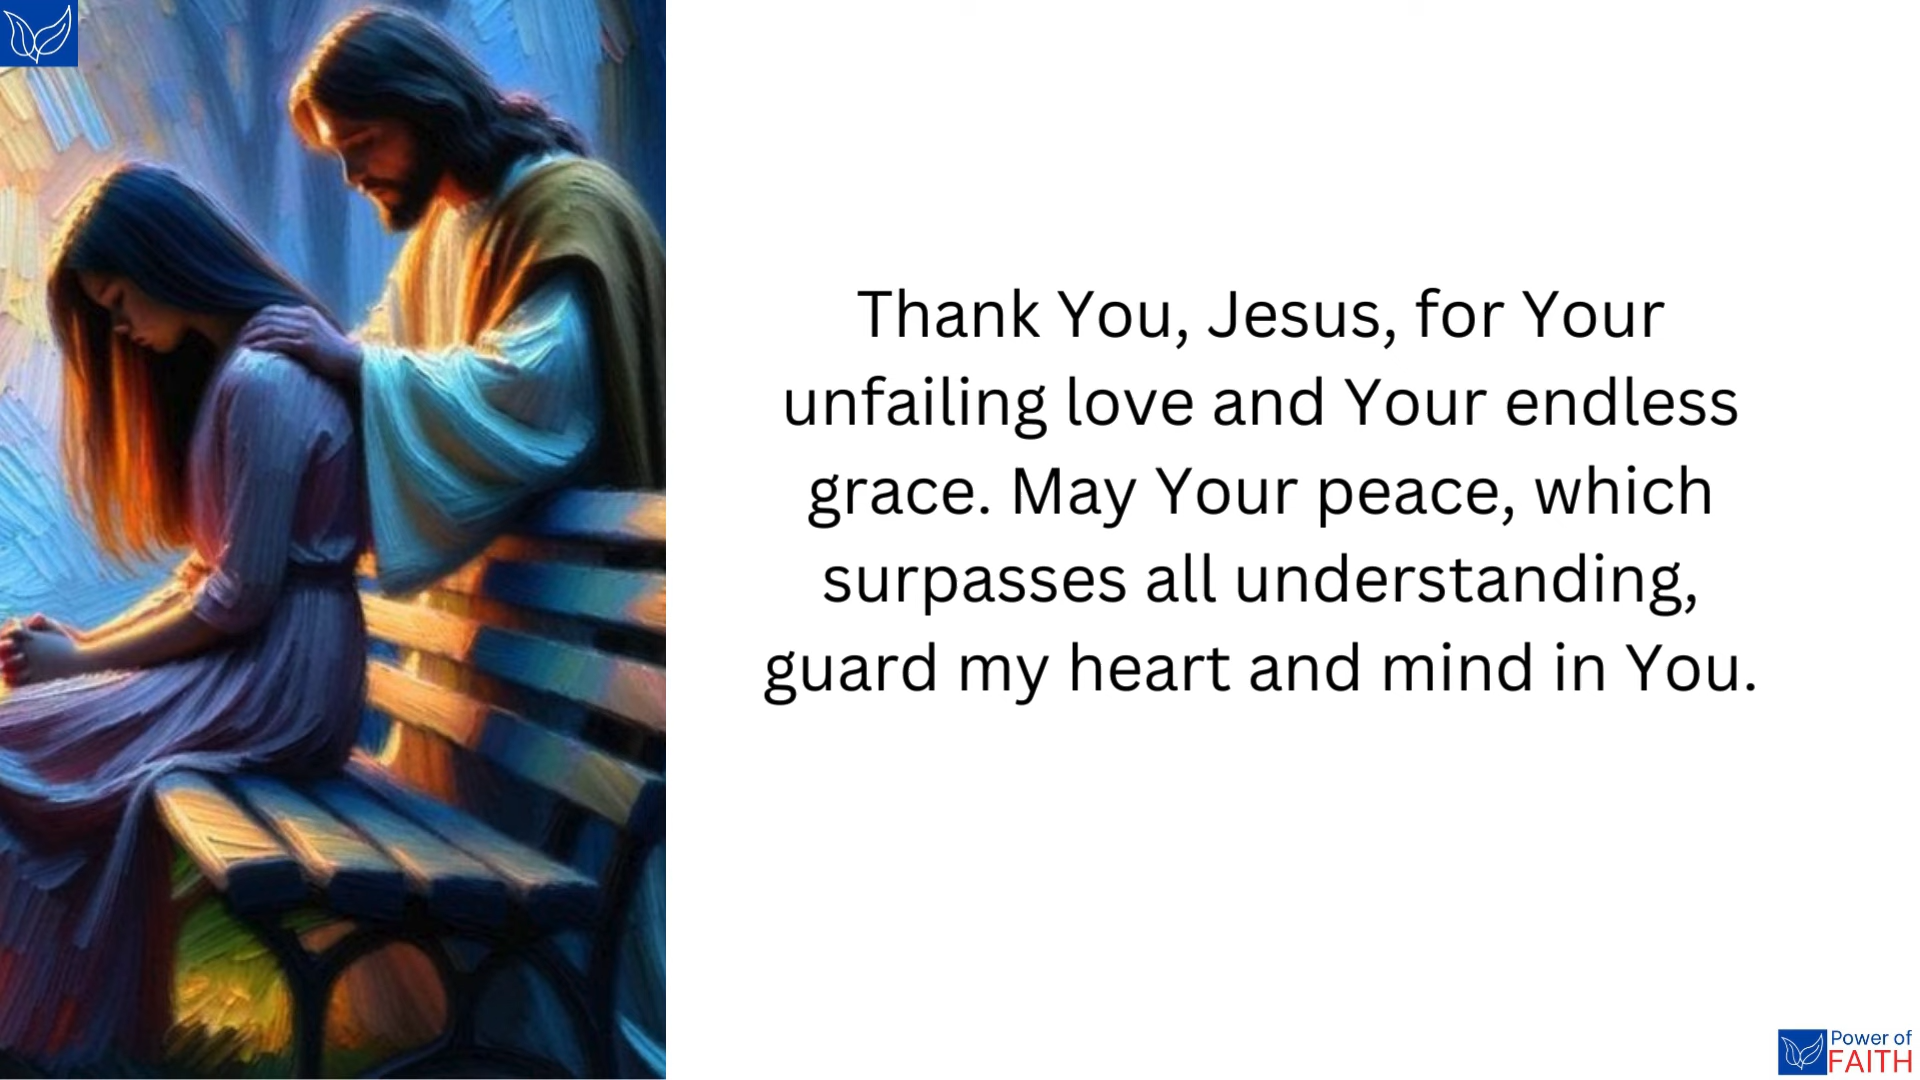 Thank You, Jesus, for Your
unfailing love and Your endless
grace. May Your peace, which
surpasses all understanding,
guard my heart and mind in You.
Power of
FAITH